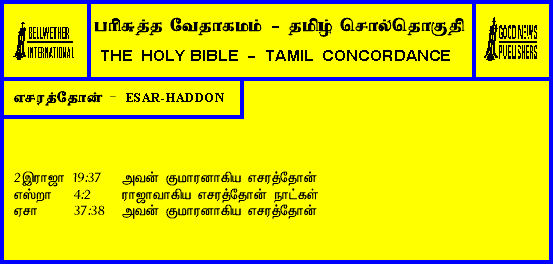 BELLWETHER
INTERNATIONAL
பரிசுத்த வேதாகமம் - தமிழ் சொல்தொகுதி
THE HOLY BIBLE - TAMIL CONCORDANCE
GOOD NEWS
PUBLISHERS
எசரத்தோன் - ESAR-HADDON
2இராஜா 19:37 அவன் குமாரனாகிய எசரத்தோன்
எஸ்றா 4:2 ராஜாவாகிய எசரத்தோன் நாட்கள்
ஏசா 37:38 அவன் குமாரனாகிய எசரத்தோன்